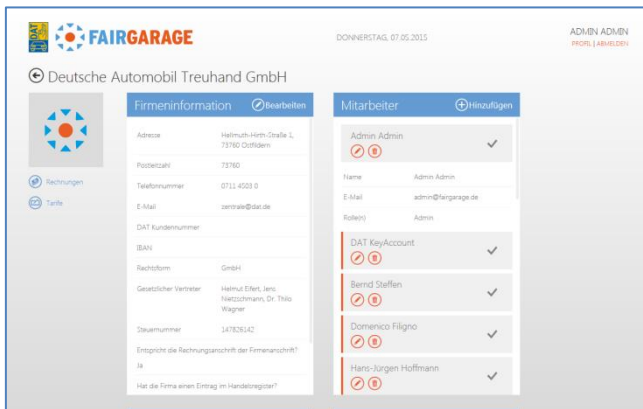 DAT
FAIRGARAGE
DONNERSTAG, 07.05.2015
ADMIN ADMIN
PROFIL | ABMELDEN
Deutsche Automobil Treuhand GmbH
Rechnungen
Tarife
Firmeninformation
Bearbeiten
Adresse
Hellmuth-Hirth-Straße 1,
73760 Ostfildern
Postleitzahl
73760
Telefonnummer
0711 4503 0
E-Mail
zentrale@dat.de
DAT Kundennummer
IBAN
Rechtsform
GmbH
Gesetzlicher Vertreter
Helmut Eifert, Jens
Nietzschmann, Dr. Thilo
Wagner
Steuernummer
147826142
Entspricht die Rechnungsanschrift der Firmenanschrift?
Ja
Hat die Firma einen Eintrag im Handelsregister?
Mitarbeiter
Hinzufügen
Admin Admin
Name
Admin Admin
E-Mail
admin@fairgarage.de
Rolle(n)
Admin
DAT KeyAccount
Bernd Steffen
Domenico Filigno
Hans-Jürgen Hoffmann